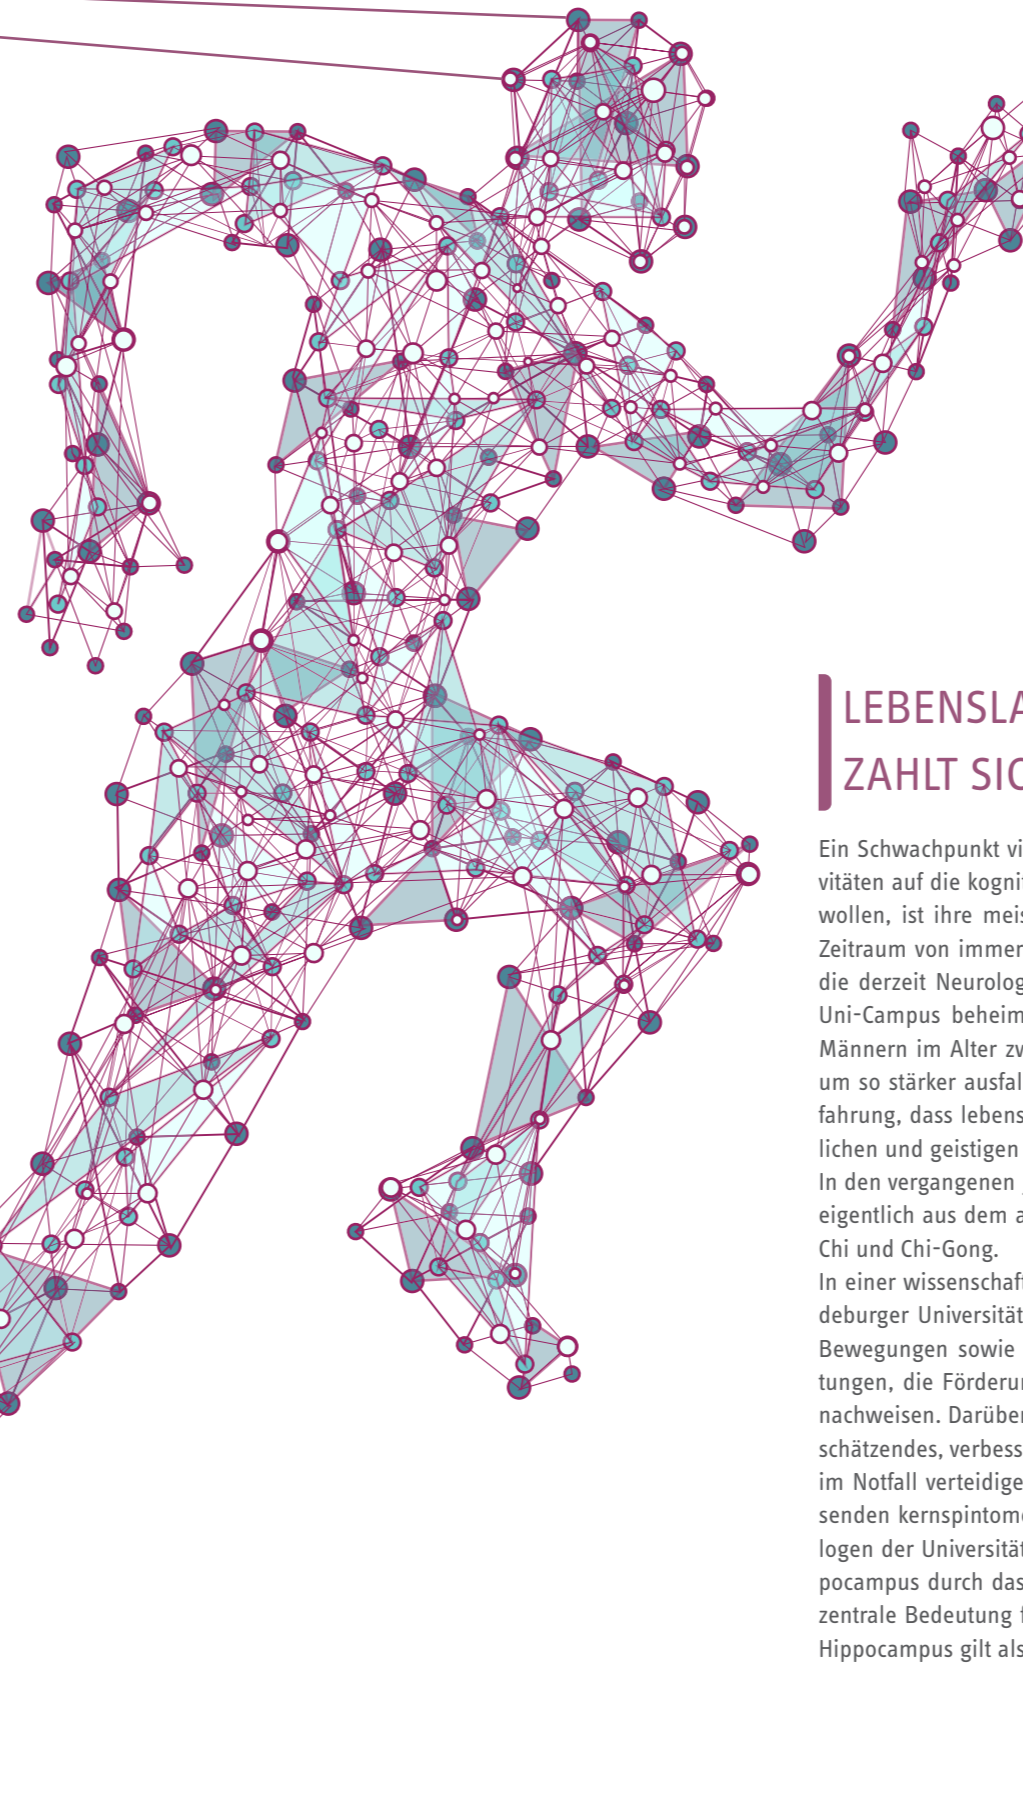 LEBENSLA
ZAHLT SIC
Ein Schwachpunkt vi
vitäten auf die kognit
wollen, ist ihre meis
Zeitraum von immer
die derzeit Neurolog
Uni-Campus beheim
Männern im Alter zw
um so stärker ausfal
fahrung, dass lebens
lichen und geistigen
In den vergangenen
eigentlich aus dem a
Chi und Chi-Gong.
In einer wissenschaft
deburger Universität
Bewegungen sowie
tungen, die Förderun
nachweisen. Darüber
schätzendes, verbess
im Notfall verteidige
senden kernspintome
logen der Universität
pocampus durch das
zentrale Bedeutung f
Hippocampus gilt als